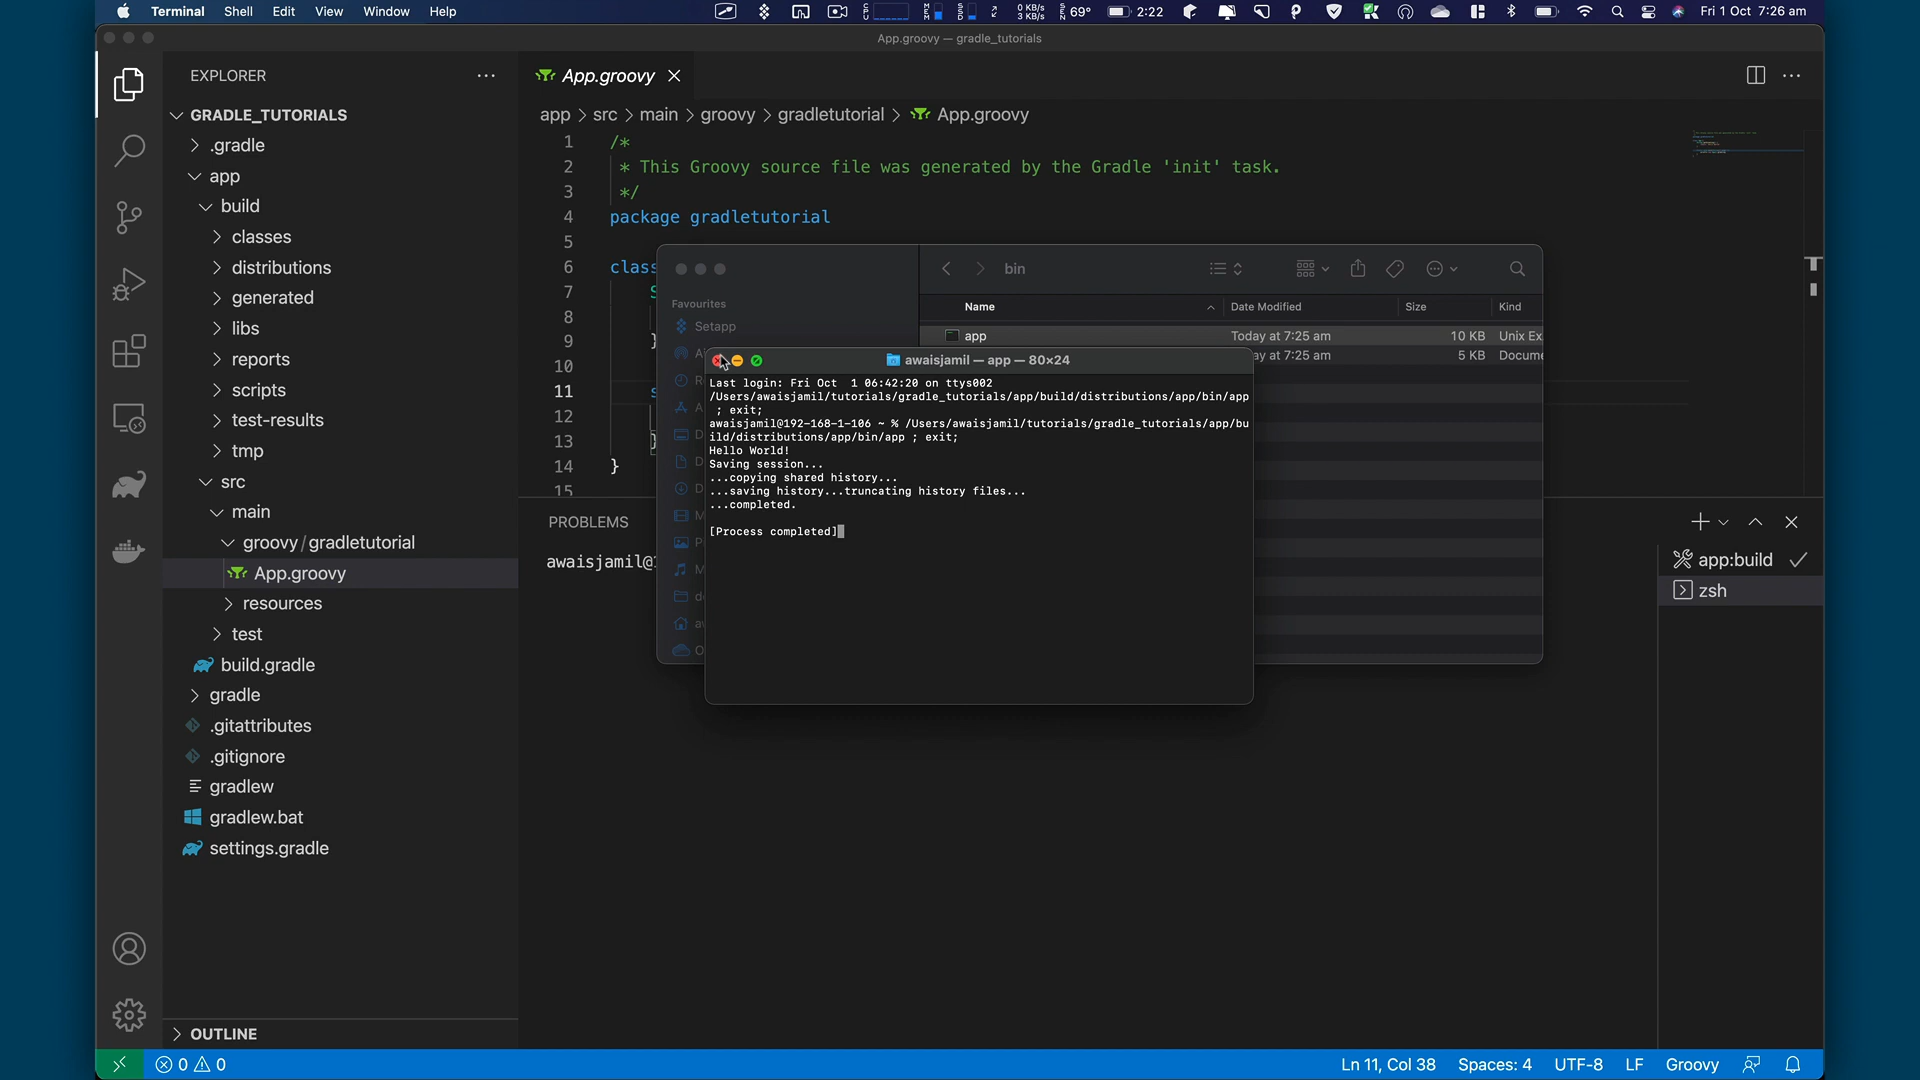 Terminal Shell Edit View Window Help
0 KB/s
3 KB/s
69°
2:22
Fri 1 Oct 7:26 am
App.groovy — gradle_tutorials
EXPLORER
App.groovy
GRADLE_TUTORIALS
.gradle
app
build
classes
distributions
generated
libs
reports
scripts
test-results
tmp
src
main
groovy / gradletutorial
App.groovy
resources
test
build.gradle
gradle
.gitattributes
.gitignore
gradlew
gradlew.bat
settings.gradle
OUTLINE
app > src > main > groovy > gradletutorial > App.groovy
1 /*
2 * This Groovy source file was generated by the Gradle 'init' task.
3 */
4 package gradletutorial
5
6 class
7 S
8
9 }
10
11 s
12
13 }
14 }
15
bin
Favourites
Setapp
Name Date Modified Size Kind
app Today at 7:25 am 10 KB Unix Ex
ay at 7:25 am 5 KB Docume
awaisjamil — app — 80×24
Last login: Fri Oct  1 06:42:20 on ttys002
/Users/awaisjamil/tutorials/gradle_tutorials/app/build/distributions/app/bin/app
 ; exit;
awaisjamil@192-168-1-106 ~ % /Users/awaisjamil/tutorials/gradle_tutorials/app/bu
ild/distributions/app/bin/app ; exit;
Hello World!
Saving session...
...copying shared history...
...saving history...truncating history files...
...completed.
[Process completed]
PROBLEMS
awaisjamil@1
app:build
zsh
0 0
Ln 11, Col 38 Spaces: 4 UTF-8 LF Groovy